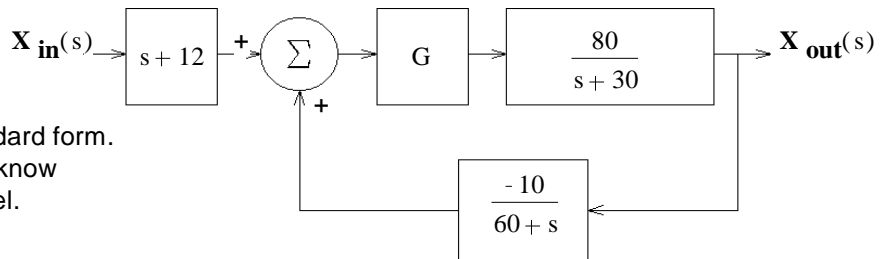 X in(s)
s + 12
+
Σ
+
G
80
s + 30
X out(s)
dard form.
know
el.
- 10
60 + s